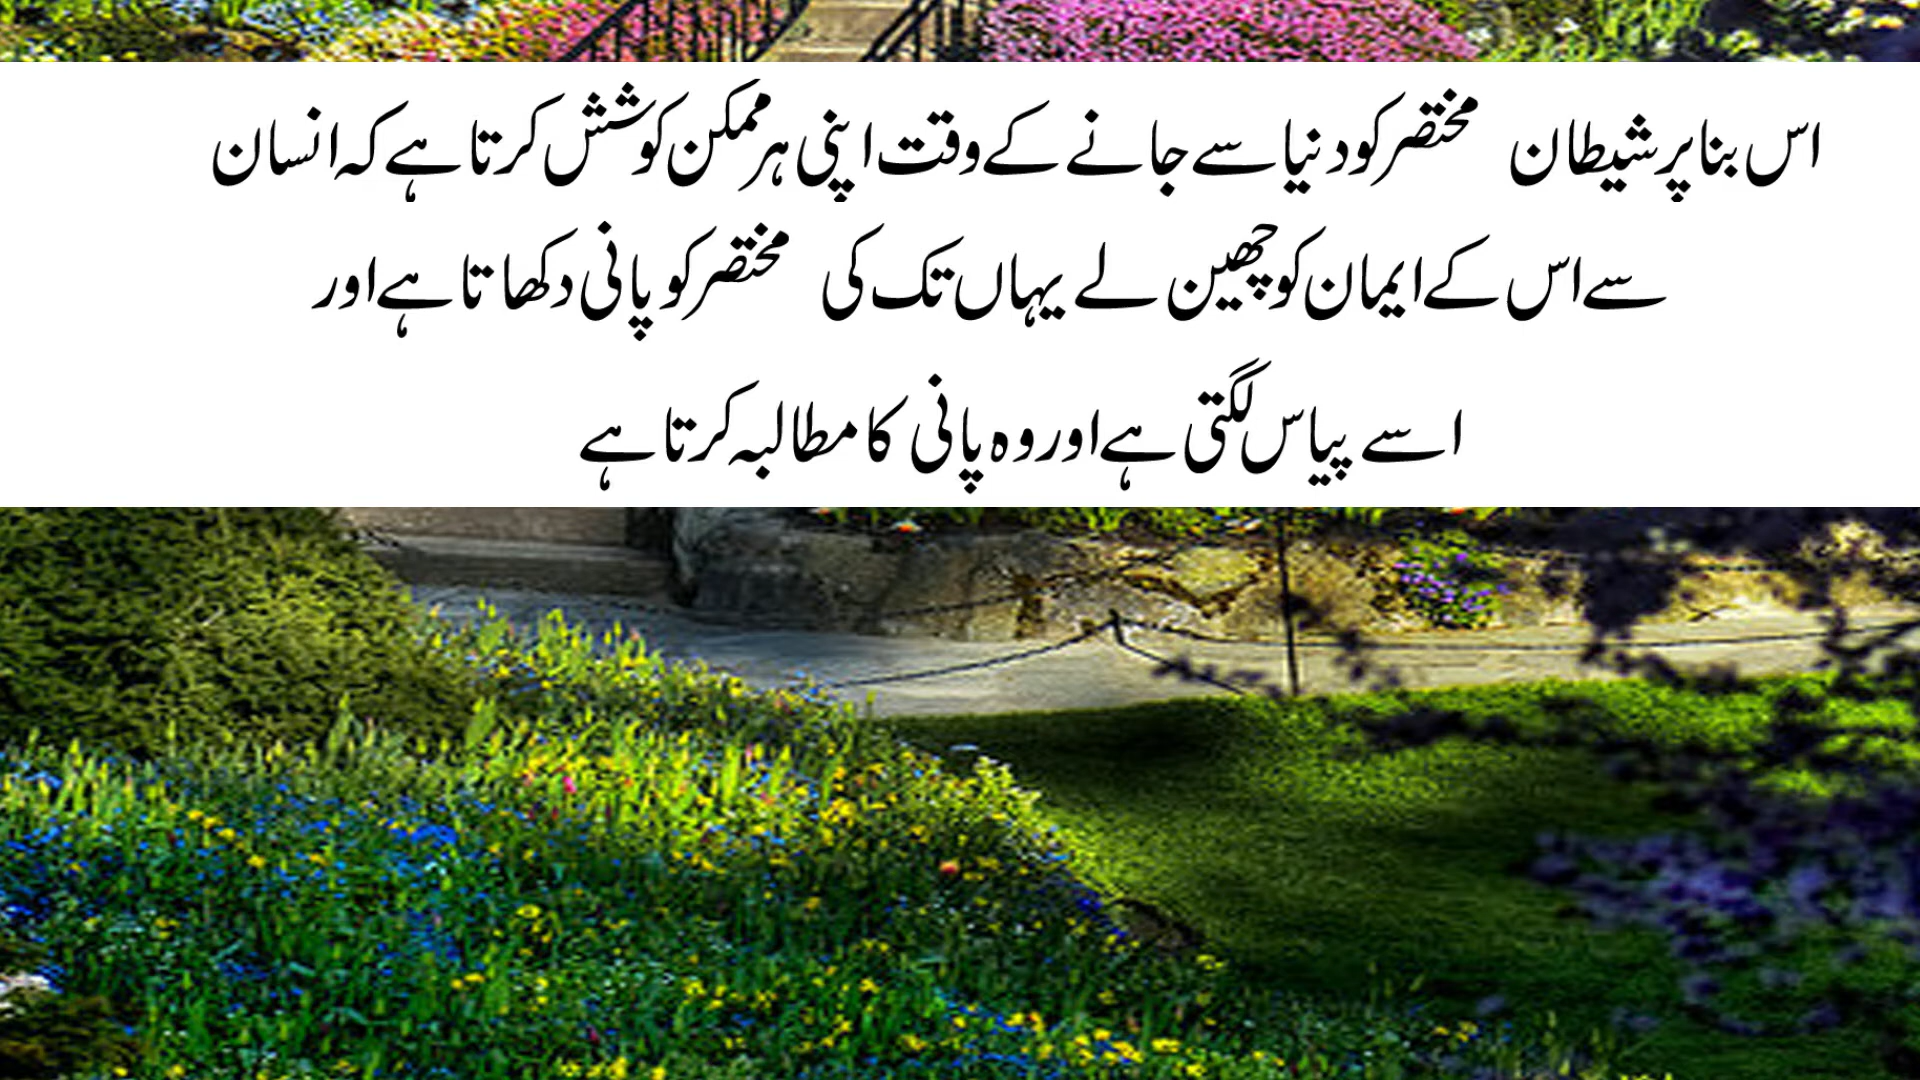 اس بنا پر شیطان مختصر کو دنیا سے جانے کے وقت اپنی ہر ممکن کوشش کرتا ہے کہ انسان
سے اس کے ایمان کو چھین لے یہاں تک کی مختصر کو پانی دکھاتا ہے اور
اسے پیاس لگتی ہے اور وہ پانی کا مطالبہ کرتا ہے